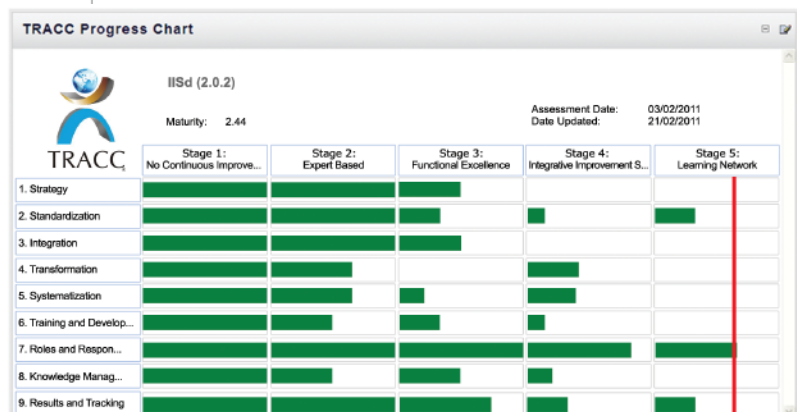 TRACC Progress Chart
IISd (2.0.2)
Maturity: 2.44
Assessment Date: 03/02/2011
Date Updated: 21/02/2011
TRACC
Stage 1:
No Continuous Improve...
Stage 2:
Expert Based
Stage 3:
Functional Excellence
Stage 4:
Integrative Improvement S...
Stage 5:
Learning Network
1. Strategy
2. Standardization
3. Integration
4. Transformation
5. Systematization
6. Training and Develop...
7. Roles and Respon...
8. Knowledge Manag...
9. Results and Tracking